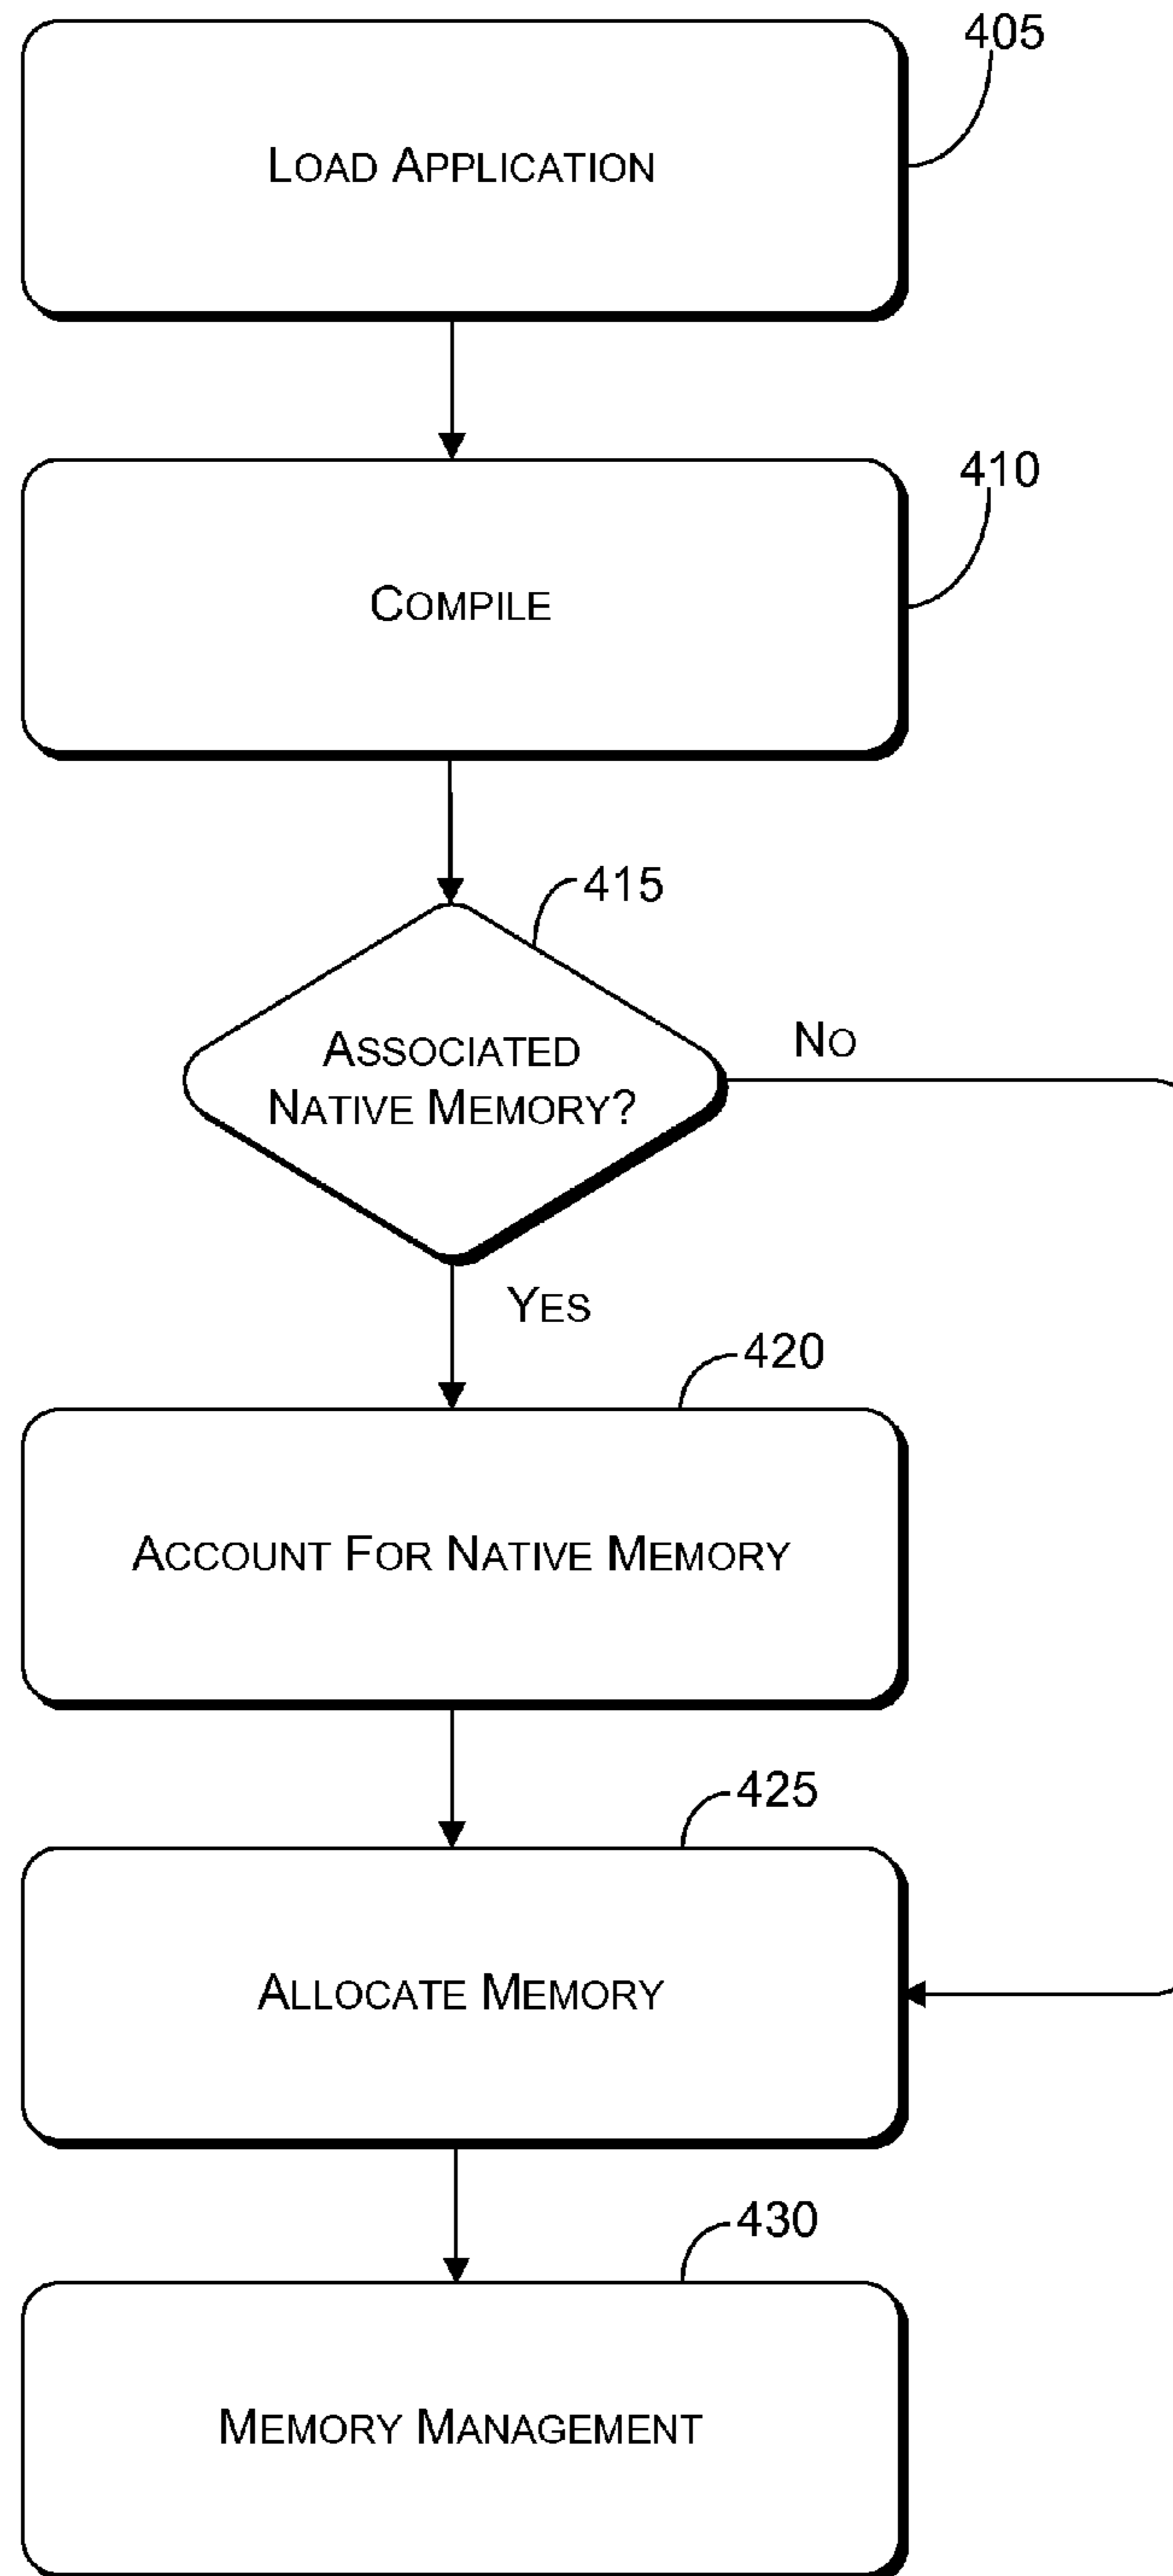 405
LOAD APPLICATION
410
COMPILE
415
ASSOCIATED
NATIVE MEMORY?
NO
YES
420
ACCOUNT FOR NATIVE MEMORY
425
ALLOCATE MEMORY
430
MEMORY MANAGEMENT